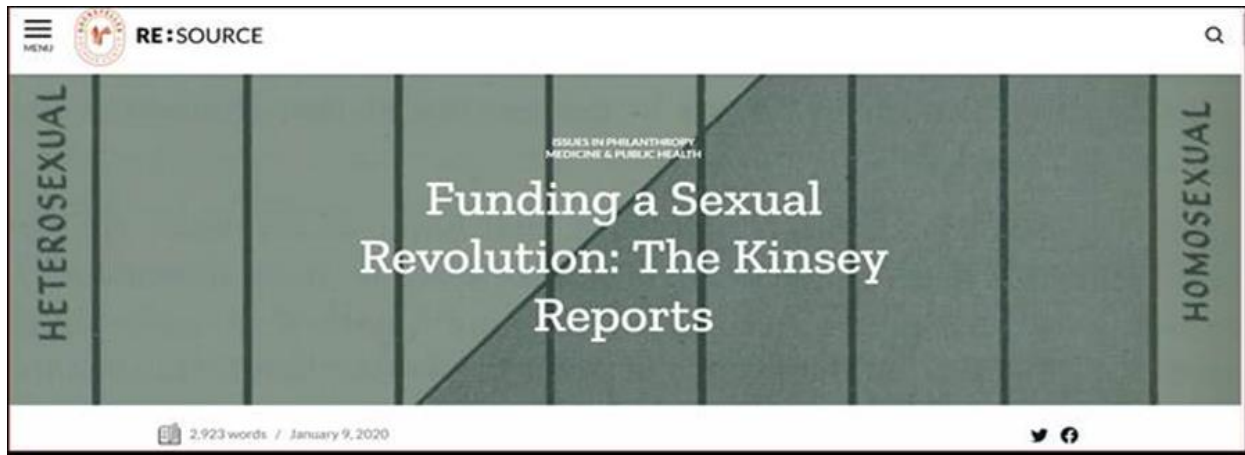 MENU
RE:SOURCE
HETEROSEXUAL
ISSUES IN PHILANTHROPY
MEDICINE & PUBLIC HEALTH
Funding a Sexual
Revolution: The Kinsey
Reports
HOMOSEXUAL
2,923 words / January 9, 2020